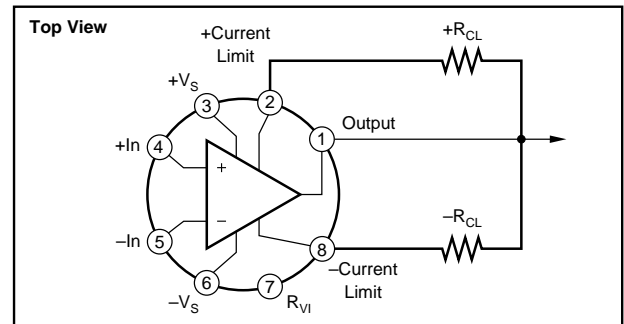 Top View
+Current
Limit
+R_CL
+V_S
3
2
1
Output
+In
4
+
–
–In
5
–R_CL
8
–Current
Limit
6
7
–V_S
R_VI